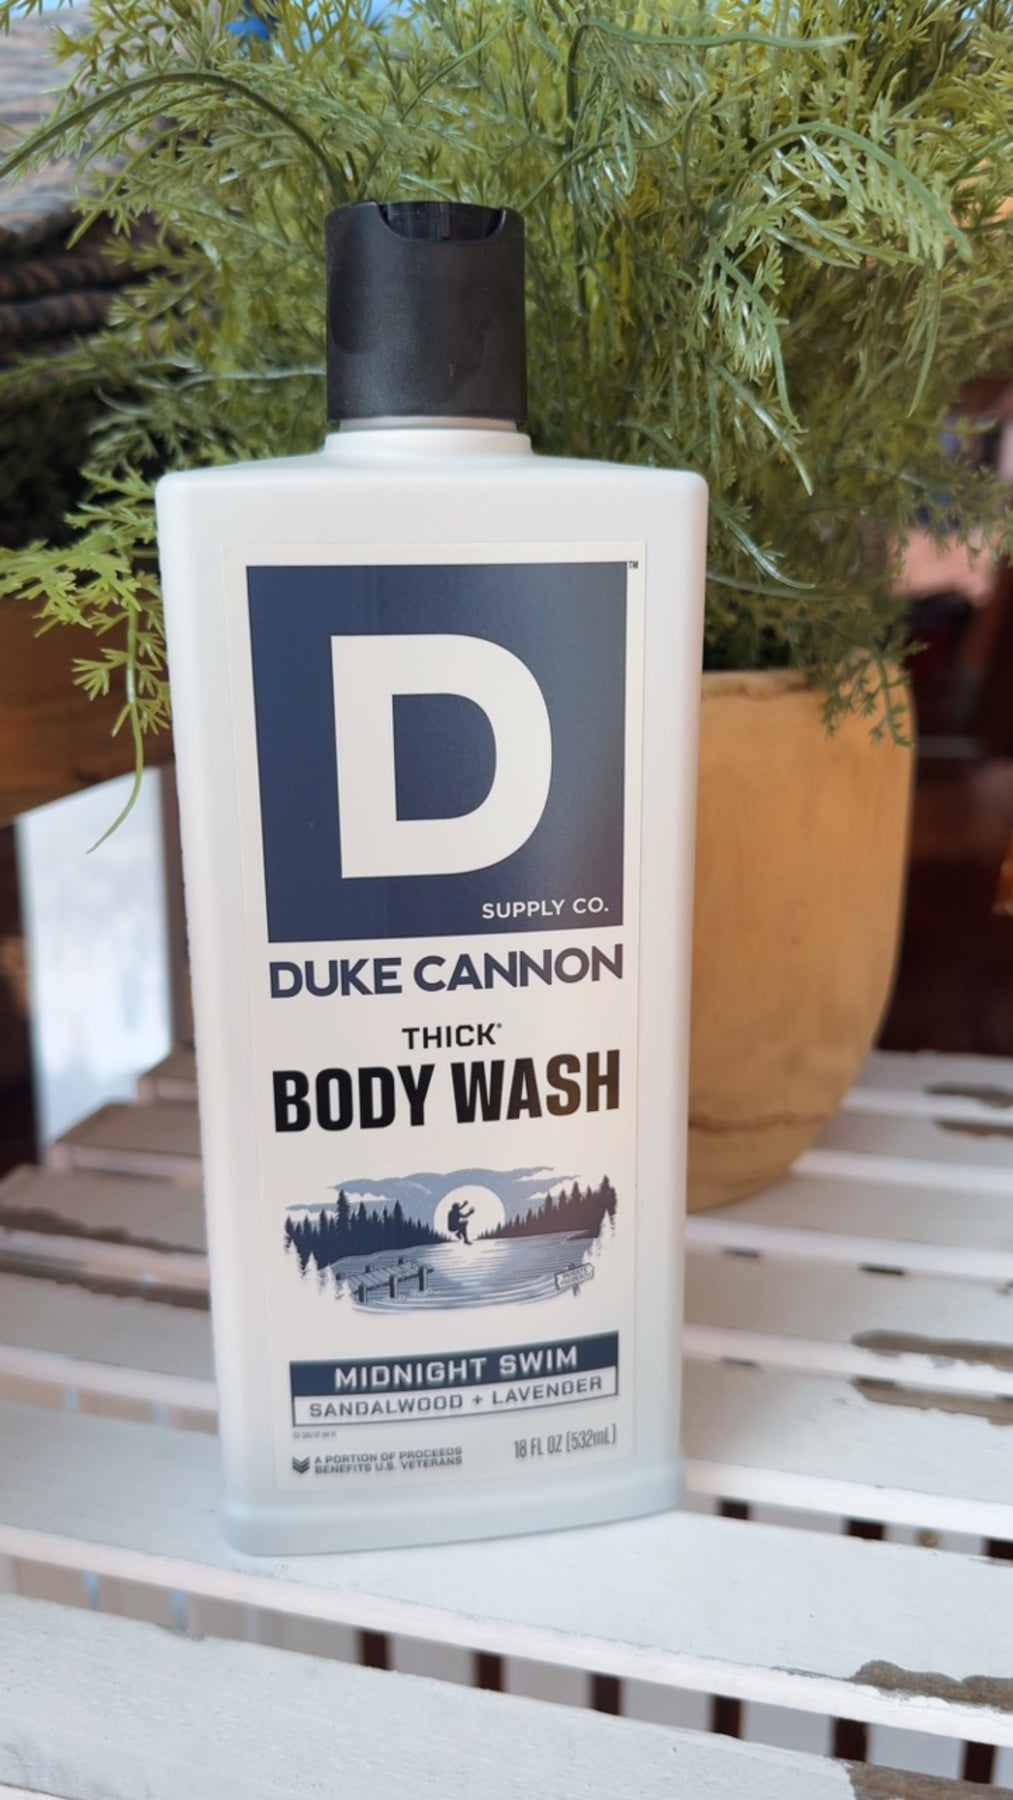 D
™
SUPPLY CO.
DUKE CANNON
THICK®
BODY WASH
MIDNIGHT SWIM
SANDALWOOD + LAVENDER
A PORTION OF PROCEEDS
BENEFITS U.S. VETERANS
18 FL OZ (532mL)